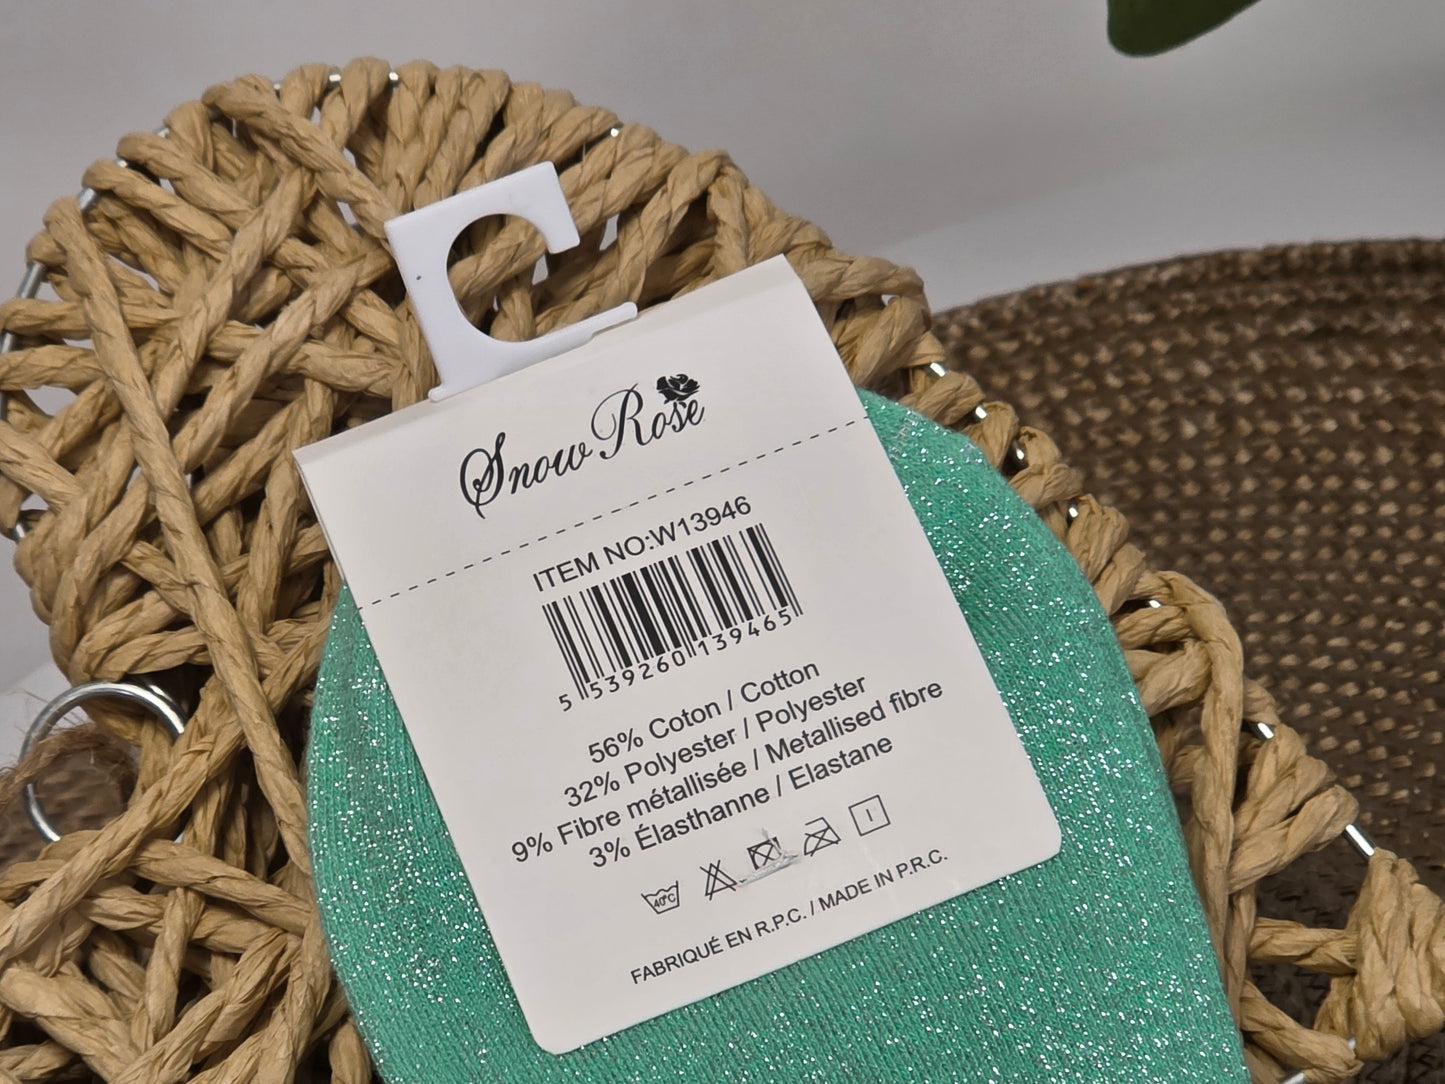 Snow Rose
ITEM NO:W13946
5 539260 139465
56% Coton / Cotton
32% Polyester / Polyester
9% Fibre métallisée / Metallised fibre
3% Élasthanne / Elastane
40°C
FABRIQUÉ EN R.P.C. / MADE IN P.R.C.